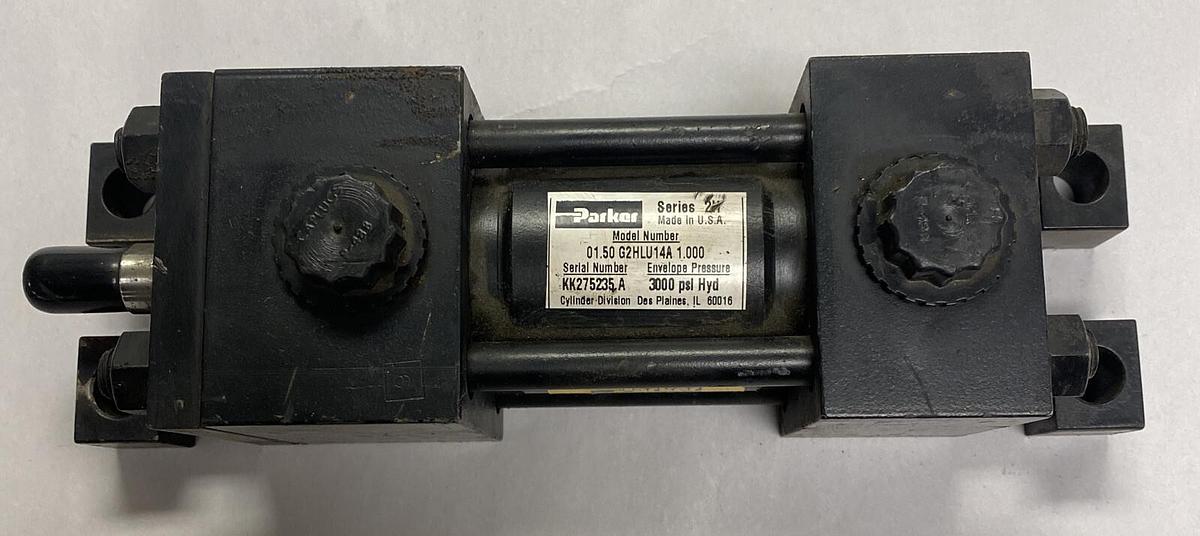 Parker
Series 2H
Made in U.S.A.
Model Number
01.50 G2HLU14A 1.000
Serial Number Envelope Pressure
KK275235 A 3000 psi Hyd
Cylinder Division Des Plaines, IL 60016
CAPLUGS